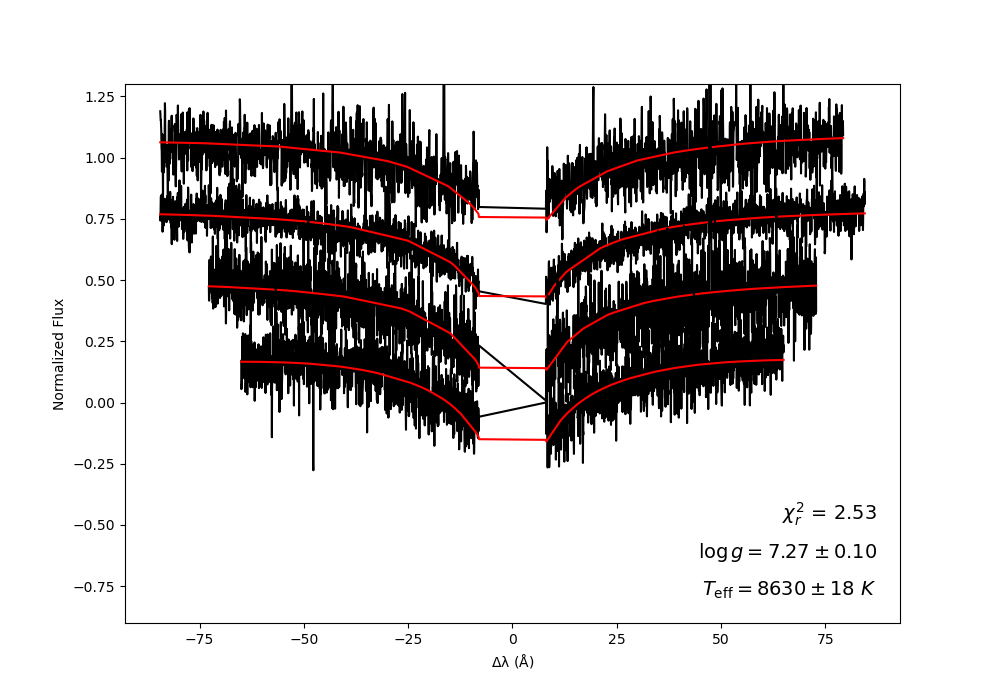 1.25
1.00
0.75
0.50
0.25
0.00
−0.25
−0.50
−0.75
Normalized Flux
χ²ᵣ = 2.53
log g = 7.27 ± 0.10
T_eff = 8630 ± 18 K
−75 −50 −25 0 25 50 75
Δλ (Å)